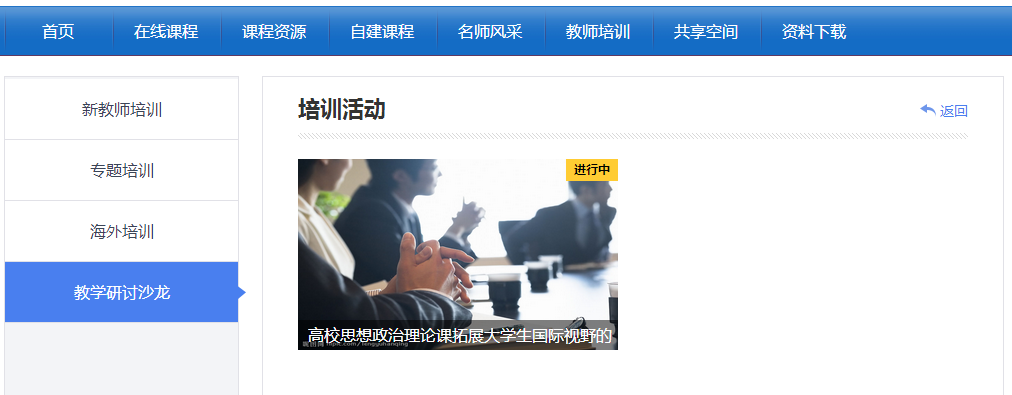 首页 在线课程 课程资源 自建课程 名师风采 教师培训 共享空间 资料下载
新教师培训
专题培训
海外培训
教学研讨沙龙
培训活动
返回
进行中
高校思想政治理论课拓展大学生国际视野的